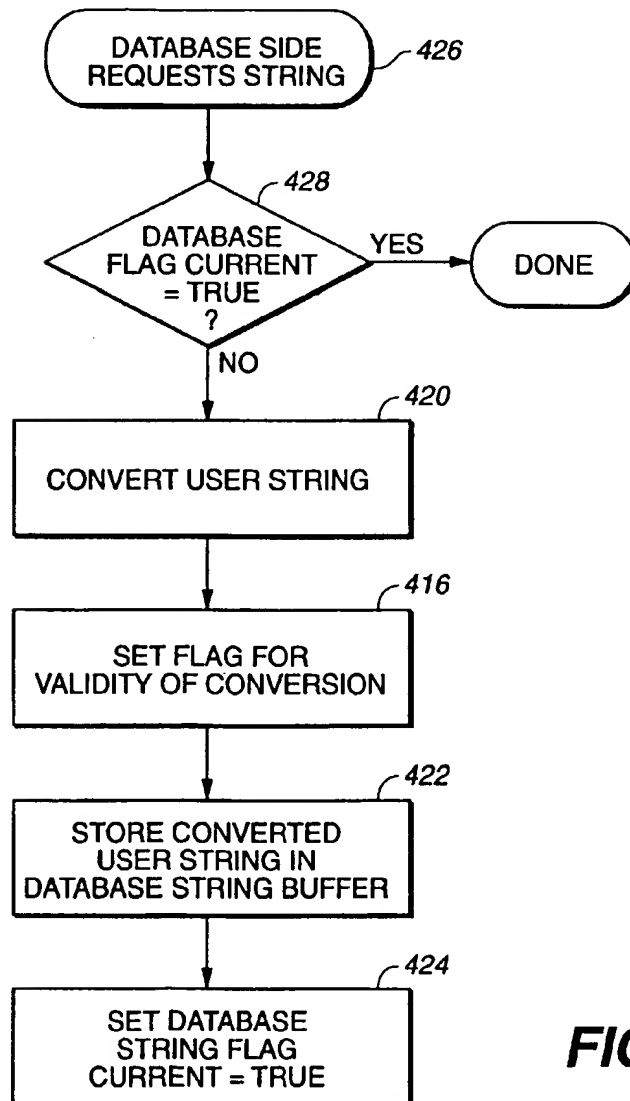 DATABASE SIDE
REQUESTS STRING
426
428
DATABASE
FLAG CURRENT
= TRUE
?
YES
DONE
NO
420
CONVERT USER STRING
416
SET FLAG FOR
VALIDITY OF CONVERSION
422
STORE CONVERTED
USER STRING IN
DATABASE STRING BUFFER
424
SET DATABASE
STRING FLAG
CURRENT = TRUE
FIG